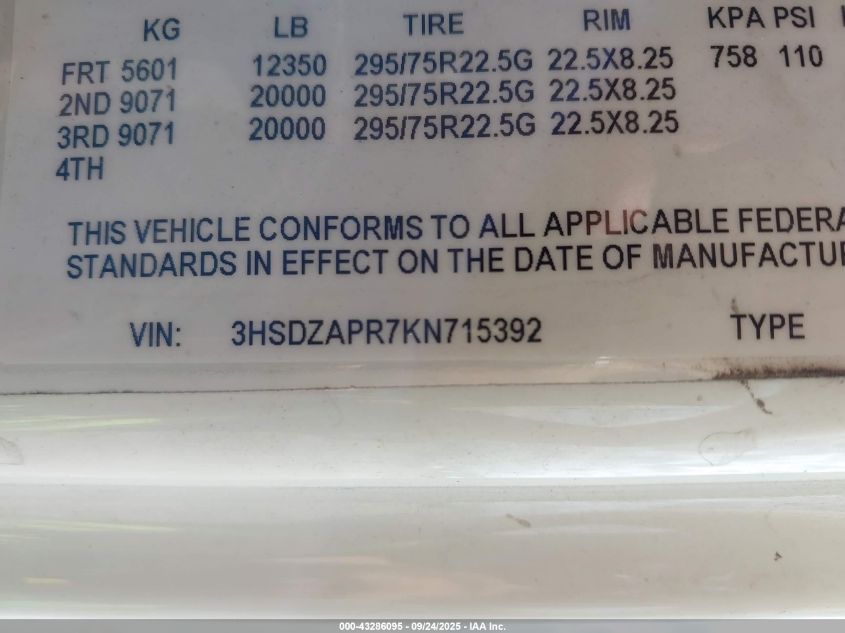 KG LB TIRE RIM KPA PSI
FRT 5601 12350 295/75R22.5G 22.5X8.25 758 110
2ND 9071 20000 295/75R22.5G 22.5X8.25
3RD 9071 20000 295/75R22.5G 22.5X8.25
4TH
THIS VEHICLE CONFORMS TO ALL APPLICABLE FEDERA
STANDARDS IN EFFECT ON THE DATE OF MANUFACTU
VIN: 3HSDZAPR7KN715392 TYPE
000-43286095 - 09/24/2025 - IAA Inc.